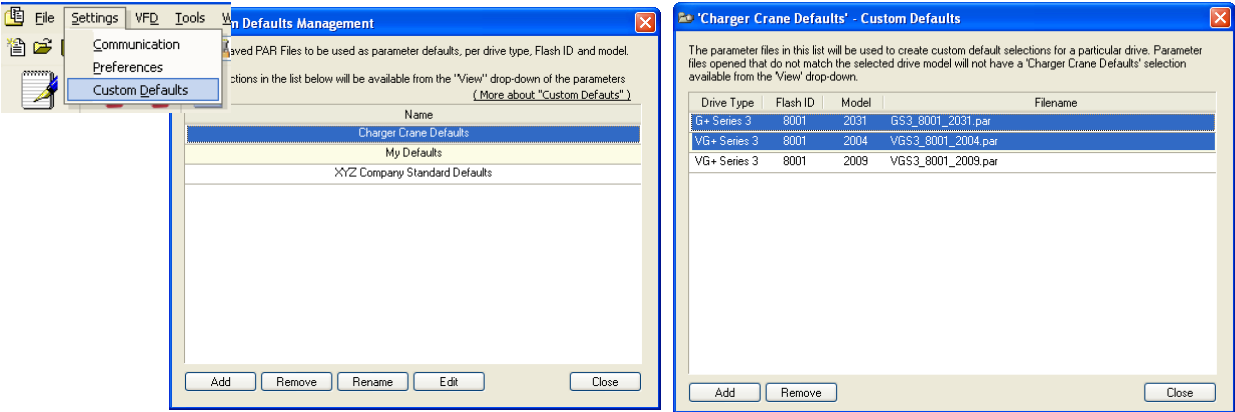 File Settings VFD Tools
Communication
Preferences
Custom Defaults
Defaults Management
aved PAR Files to be used as parameter defaults, per drive type, Flash ID and model.
ctions in the list below will be available from the "View" drop-down of the parameters
( More about "Custom Defauts" )
Name
Charger Crane Defaults
My Defaults
XYZ Company Standard Defaults
Add Remove Rename Edit Close
'Charger Crane Defaults' - Custom Defaults
The parameter files in this list will be used to create custom default selections for a particular drive. Parameter
files opened that do not match the selected drive model will not have a 'Charger Crane Defaults' selection
available from the 'View' drop-down.
Drive Type Flash ID Model Filename
G+ Series 3 8001 2031 GS3_8001_2031.par
VG+ Series 3 8001 2004 VGS3_8001_2004.par
VG+ Series 3 8001 2009 VGS3_8001_2009.par
Add Remove Close